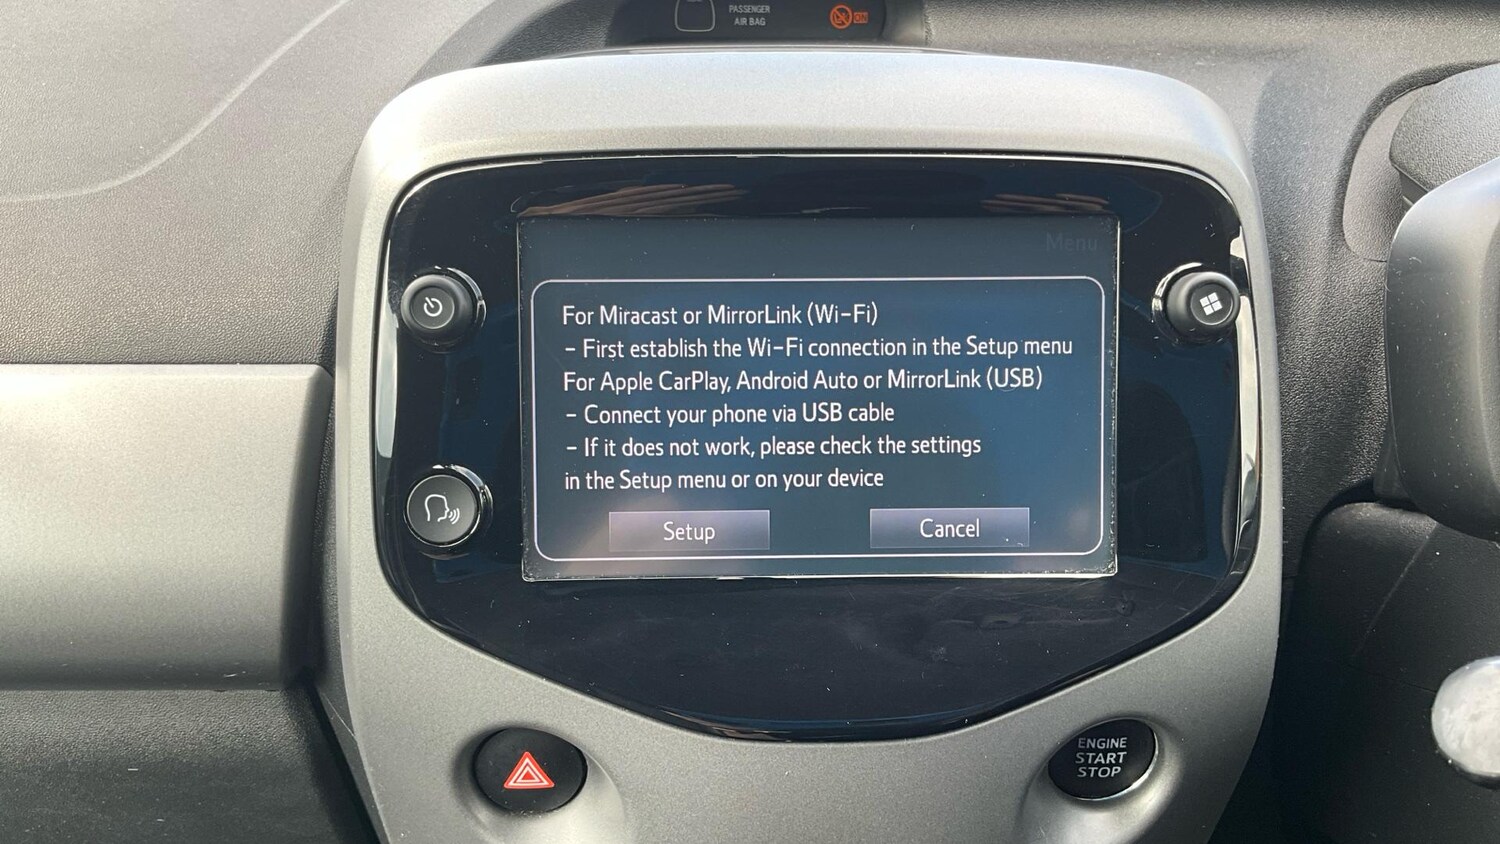 PASSENGER
AIR BAG
ON
Menu
For Miracast or MirrorLink (Wi-Fi)
- First establish the Wi-Fi connection in the Setup menu
For Apple CarPlay, Android Auto or MirrorLink (USB)
- Connect your phone via USB cable
- If it does not work, please check the settings
in the Setup menu or on your device
Setup
Cancel
ENGINE
START
STOP